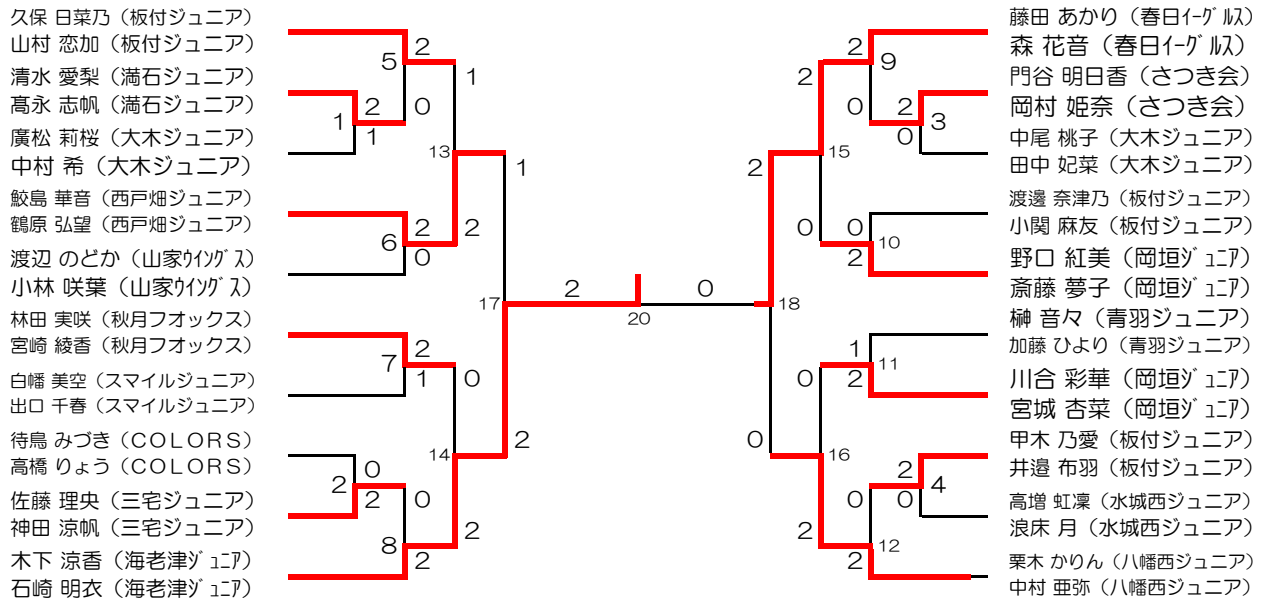 久保 日菜乃（板付ジュニア）
山村 恋加（板付ジュニア）
清水 愛梨（満石ジュニア）
髙永 志帆（満石ジュニア）
廣松 莉桜（大木ジュニア）
中村 希（大木ジュニア）
鮫島 華音（西戸畑ジュニア）
鶴原 弘望（西戸畑ジュニア）
渡辺 のどか（山家ｳｲﾝｸﾞｽ）
小林 咲葉（山家ｳｲﾝｸﾞｽ）
林田 実咲（秋月フオックス）
宮崎 綾香（秋月フオックス）
白幡 美空（スマイルジュニア）
出口 千春（スマイルジュニア）
待鳥 みづき（ＣＯＬＯＲＳ）
高橋 りょう（ＣＯＬＯＲＳ）
佐藤 理央（三宅ジュニア）
神田 涼帆（三宅ジュニア）
木下 涼香（海老津ｼﾞｭﾆｱ）
石崎 明衣（海老津ｼﾞｭﾆｱ）
5
2
1
1
2
0
1
13
1
6
2
2
0
17
2
7
2
1
0
14
2
2
0
2
0
8
2
2
20
0
18
藤田 あかり（春日ｲｰｸﾞﾙｽ）
森 花音（春日ｲｰｸﾞﾙｽ）
門谷 明日香（さつき会）
岡村 姫奈（さつき会）
中尾 桃子（大木ジュニア）
田中 妃菜（大木ジュニア）
渡邊 奈津乃（板付ジュニア）
小関 麻友（板付ジュニア）
野口 紅美（岡垣ｼﾞｭﾆｱ）
斎藤 夢子（岡垣ｼﾞｭﾆｱ）
榊 音々（青羽ジュニア）
加藤 ひより（青羽ジュニア）
川合 彩華（岡垣ｼﾞｭﾆｱ）
宮城 杏菜（岡垣ｼﾞｭﾆｱ）
甲木 乃愛（板付ジュニア）
井邉 布羽（板付ジュニア）
高増 虹凜（水城西ジュニア）
浪床 月（水城西ジュニア）
栗木 かりん（八幡西ジュニア）
中村 亜弥（八幡西ジュニア）
2
9
2
0
2
3
0
15
2
0
0
10
2
1
11
0
2
0
16
2
4
0
0
2
12
2